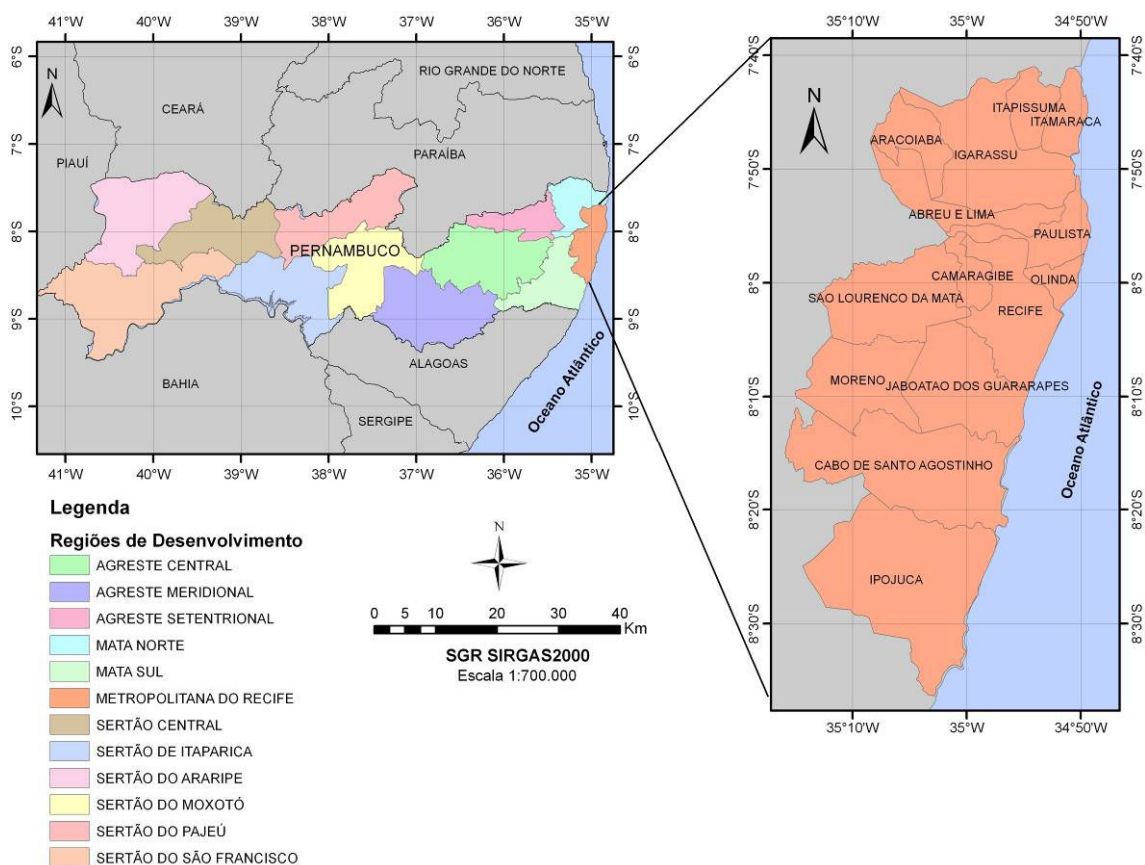 41°W 40°W 39°W 38°W 37°W 36°W 35°W
6°S
7°S
8°S
9°S
10°S
N
RIO GRANDE DO NORTE
CEARÁ
PIAUÍ
PARAÍBA
PERNAMBUCO
ALAGOAS
BAHIA
SERGIPE
Oceano Atlântico
6°S
7°S
8°S
9°S
10°S
41°W 40°W 39°W 38°W 37°W 36°W 35°W
Legenda
Regiões de Desenvolvimento
AGRESTE CENTRAL
AGRESTE MERIDIONAL
AGRESTE SETENTRIONAL
MATA NORTE
MATA SUL
METROPOLITANA DO RECIFE
SERTÃO CENTRAL
SERTÃO DE ITAPARICA
SERTÃO DO ARARIPE
SERTÃO DO MOXOTÓ
SERTÃO DO PAJEÚ
SERTÃO DO SÃO FRANCISCO
N
0 5 10 20 30 40
Km
SGR SIRGAS2000
Escala 1:700.000
35°10'W 35°W 34°50'W
7°40'S
7°50'S
8°S
8°10'S
8°20'S
8°30'S
N
ITAPISSUMA
ITAMARACA
ARACOIABA
IGARASSU
ABREU E LIMA
PAULISTA
CAMARAGIBE
OLINDA
SAO LOURENCO DA MATA
RECIFE
MORENO
JABOATAO DOS GUARARAPES
CABO DE SANTO AGOSTINHO
IPOJUCA
Oceano Atlântico
7°40'S
7°50'S
8°S
8°10'S
8°20'S
8°30'S
35°10'W 35°W 34°50'W